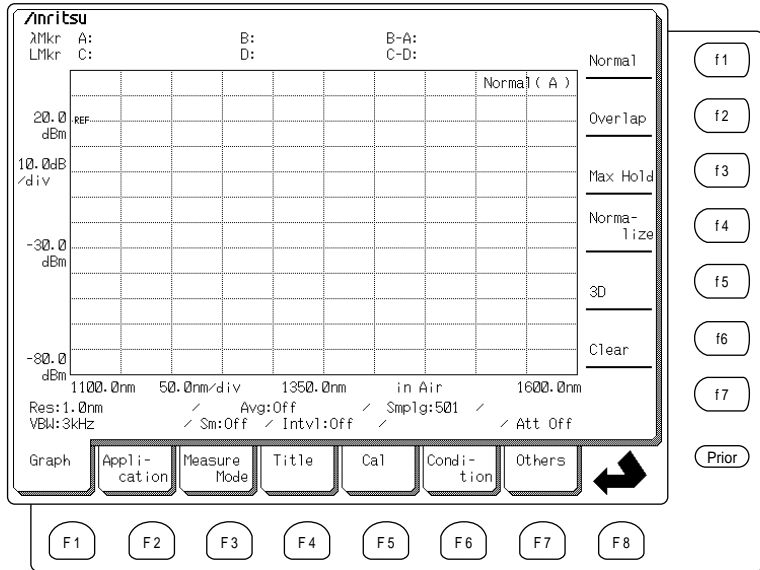 Anritsu
λMkr A: B: B-A:
LMkr C: D: C-D:
Normal ( A )
20.0
dBm
REF
10.0dB
/div
-30.0
dBm
-80.0
dBm
1100.0nm 50.0nm/div 1350.0nm in Air 1600.0nm
Res:1.0nm / Avg:Off / Smplg:501 /
VBW:3kHz / Sm:Off / Intvl:Off / / Att Off
Normal
Overlap
Max Hold
Norma-
lize
3D
Clear
f1
f2
f3
f4
f5
f6
f7
Prior
Graph
Appli-
cation
Measure
Mode
Title
Cal
Condi-
tion
Others
F1 F2 F3 F4 F5 F6 F7 F8